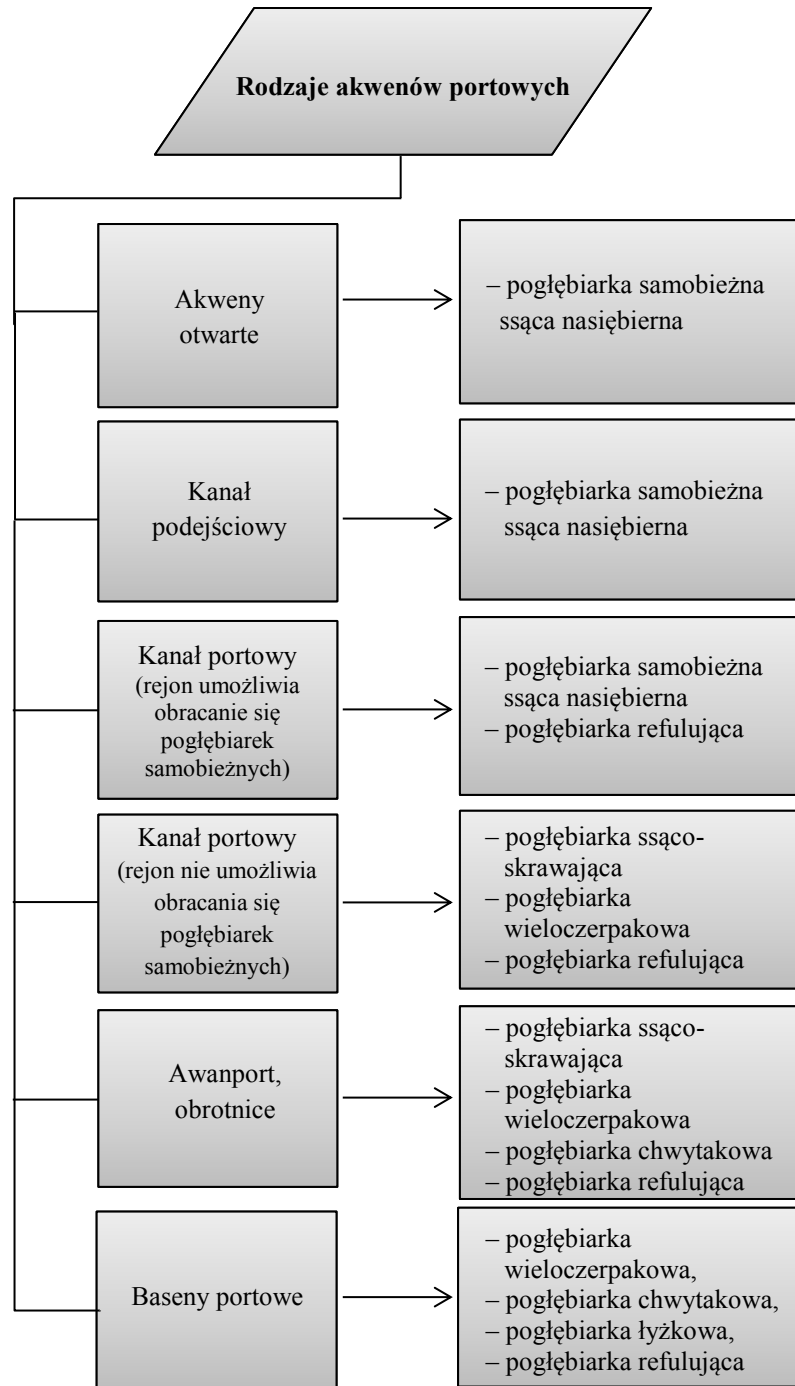 Rodzaje akwenów portowych
Akweny
otwarte
– pogłębiarka samobieżna
ssąca nasiębierna
Kanał
podejściowy
– pogłębiarka samobieżna
ssąca nasiębierna
Kanał portowy
(rejon umożliwia
obracanie się
pogłębiarek
samobieżnych)
– pogłębiarka samobieżna
ssąca nasiębierna
– pogłębiarka refulująca
Kanał portowy
(rejon nie umożliwia
obracania się
pogłębiarek
samobieżnych)
– pogłębiarka ssąco-
skrawająca
– pogłębiarka
wieloczerpakowa
– pogłębiarka refulująca
Awanport,
obrotnice
– pogłębiarka ssąco-
skrawająca
– pogłębiarka
wieloczerpakowa
– pogłębiarka chwytakowa
– pogłębiarka refulująca
Baseny portowe
– pogłębiarka
wieloczerpakowa,
– pogłębiarka chwytakowa,
– pogłębiarka łyżkowa,
– pogłębiarka refulująca